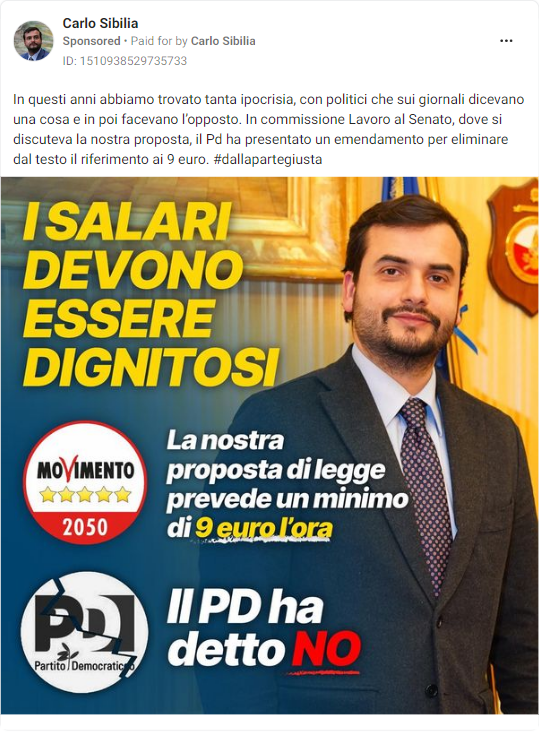 Carlo Sibilia
Sponsored • Paid for by Carlo Sibilia
ID: 1510938529735733
In questi anni abbiamo trovato tanta ipocrisia, con politici che sui giornali dicevano
una cosa e in poi facevano l'opposto. In commissione Lavoro al Senato, dove si
discuteva la nostra proposta, il Pd ha presentato un emendamento per eliminare
dal testo il riferimento ai 9 euro. #dallapartegiusta
I SALARI
DEVONO
ESSERE
DIGNITOSI
MOVIMENTO
2050
La nostra
proposta di legge
prevede un minimo
di 9 euro l'ora
PD
Partito Democratico
Il PD ha
detto NO